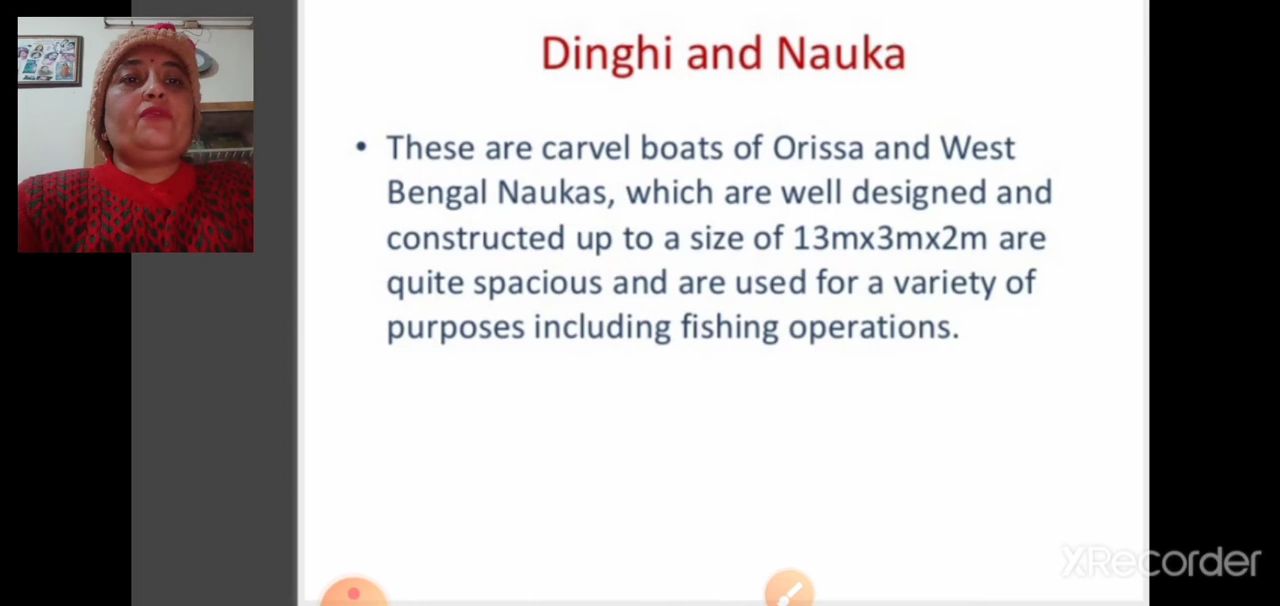 Dinghi and Nauka
• These are carvel boats of Orissa and West
Bengal Naukas, which are well designed and
constructed up to a size of 13mx3mx2m are
quite spacious and are used for a variety of
purposes including fishing operations.
XRecorder